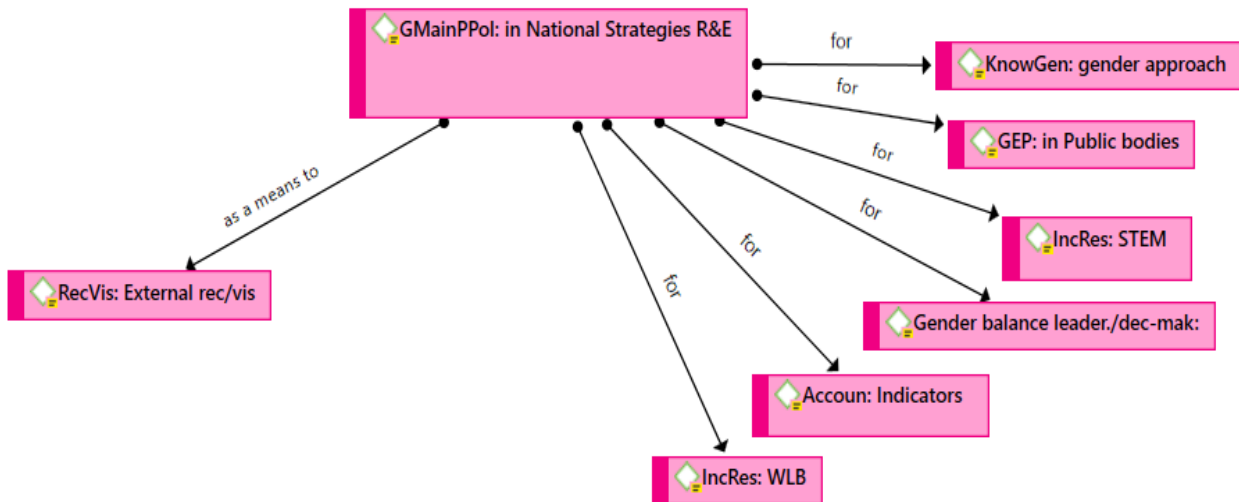 GMainPPol: in National Strategies R&E
for
KnowGen: gender approach
for
GEP: in Public bodies
for
IncRes: STEM
for
Gender balance leader./dec-mak:
for
Accoun: Indicators
for
IncRes: WLB
as a means to
RecVis: External rec/vis